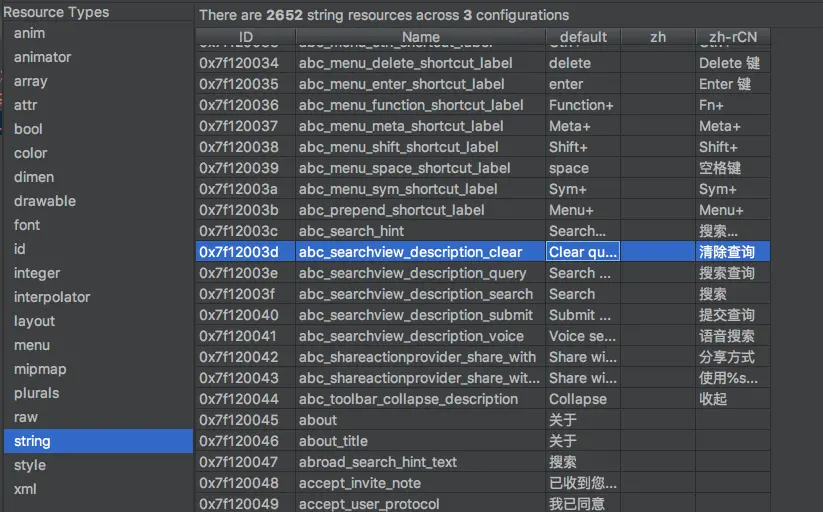 Resource Types
anim
animator
array
attr
bool
color
dimen
drawable
font
id
integer
interpolator
layout
menu
mipmap
plurals
raw
string
style
xml
There are 2652 string resources across 3 configurations
ID Name default zh zh-rCN
0x7f120034 abc_menu_delete_shortcut_label delete Delete 键
0x7f120035 abc_menu_enter_shortcut_label enter Enter 键
0x7f120036 abc_menu_function_shortcut_label Function+ Fn+
0x7f120037 abc_menu_meta_shortcut_label Meta+ Meta+
0x7f120038 abc_menu_shift_shortcut_label Shift+ Shift+
0x7f120039 abc_menu_space_shortcut_label space 空格键
0x7f12003a abc_menu_sym_shortcut_label Sym+ Sym+
0x7f12003b abc_prepend_shortcut_label Menu+ Menu+
0x7f12003c abc_search_hint Search... 搜索...
0x7f12003d abc_searchview_description_clear Clear qu... 清除查询
0x7f12003e abc_searchview_description_query Search ... 搜索查询
0x7f12003f abc_searchview_description_search Search 搜索
0x7f120040 abc_searchview_description_submit Submit ... 提交查询
0x7f120041 abc_searchview_description_voice Voice se... 语音搜索
0x7f120042 abc_shareactionprovider_share_with Share wi... 分享方式
0x7f120043 abc_shareactionprovider_share_wit... Share wi... 使用%s...
0x7f120044 abc_toolbar_collapse_description Collapse 收起
0x7f120045 about 关于
0x7f120046 about_title 关于
0x7f120047 abroad_search_hint_text 搜索
0x7f120048 accept_invite_note 已收到您...
0x7f120049 accept_user_protocol 我已同意